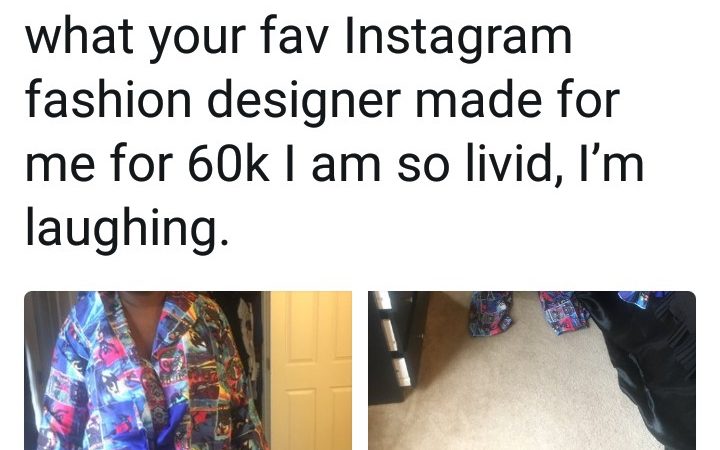 what your fav Instagram
fashion designer made for
me for 60k I am so livid, I’m
laughing.